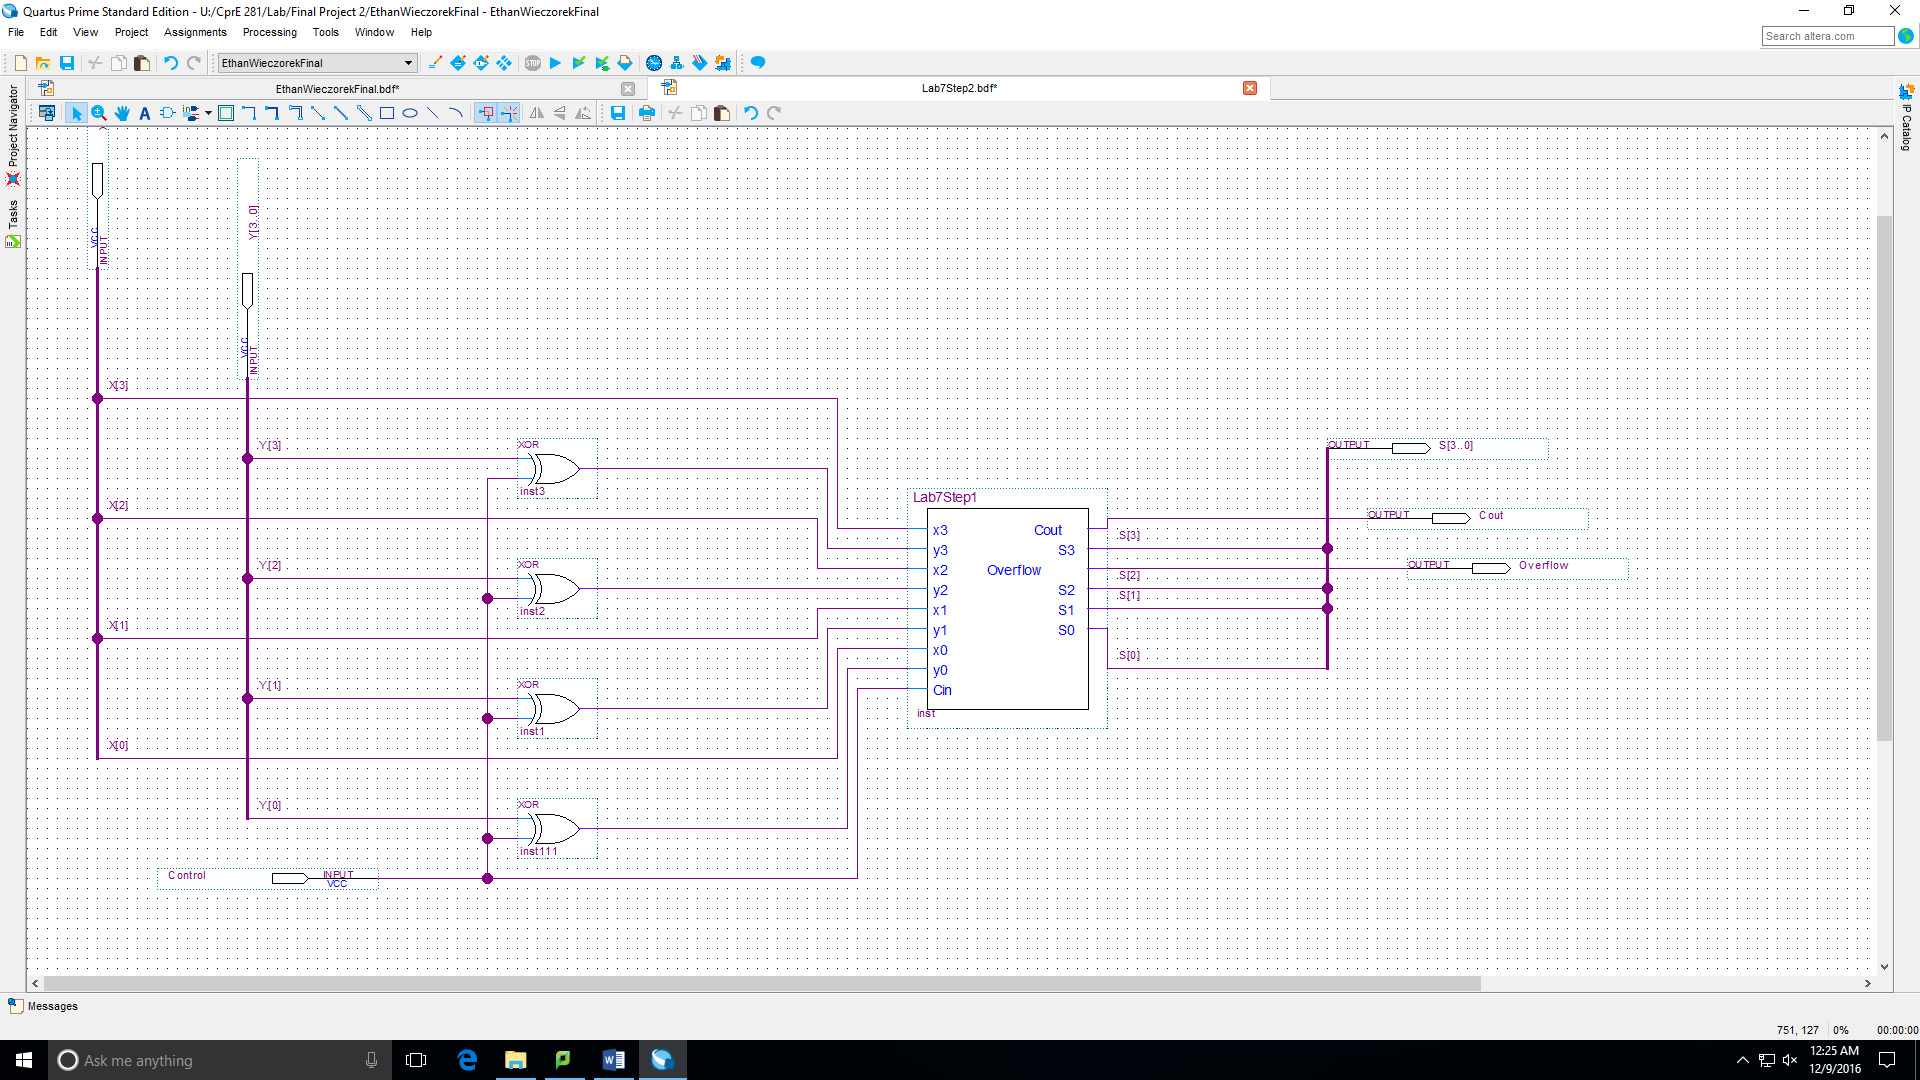 Quartus Prime Standard Edition - U:/CprE 281/Lab/Final Project 2/EthanWieczorekFinal - EthanWieczorekFinal
File Edit View Project Assignments Processing Tools Window Help
Search altera.com
EthanWieczorekFinal
EthanWieczorekFinal.bdf*
Lab7Step2.bdf*
Project Navigator
Tasks
IP Catalog
VCC
INPUT
Y[3..0]
VCC
INPUT
X[3]
Y[3]
XOR
inst3
X[2]
Y[2]
XOR
inst2
X[1]
Y[1]
XOR
inst1
X[0]
Y[0]
XOR
inst111
Control
INPUT
VCC
Lab7Step1
x3 Cout
y3 S3
x2 Overflow
y2 S2
x1 S1
y1 S0
x0
y0
Cin
inst
S[3]
S[2]
S[1]
S[0]
OUTPUT S[3..0]
OUTPUT Cout
OUTPUT Overflow
Messages
751, 127 0% 00:00:00
Ask me anything
12:25 AM
12/9/2016